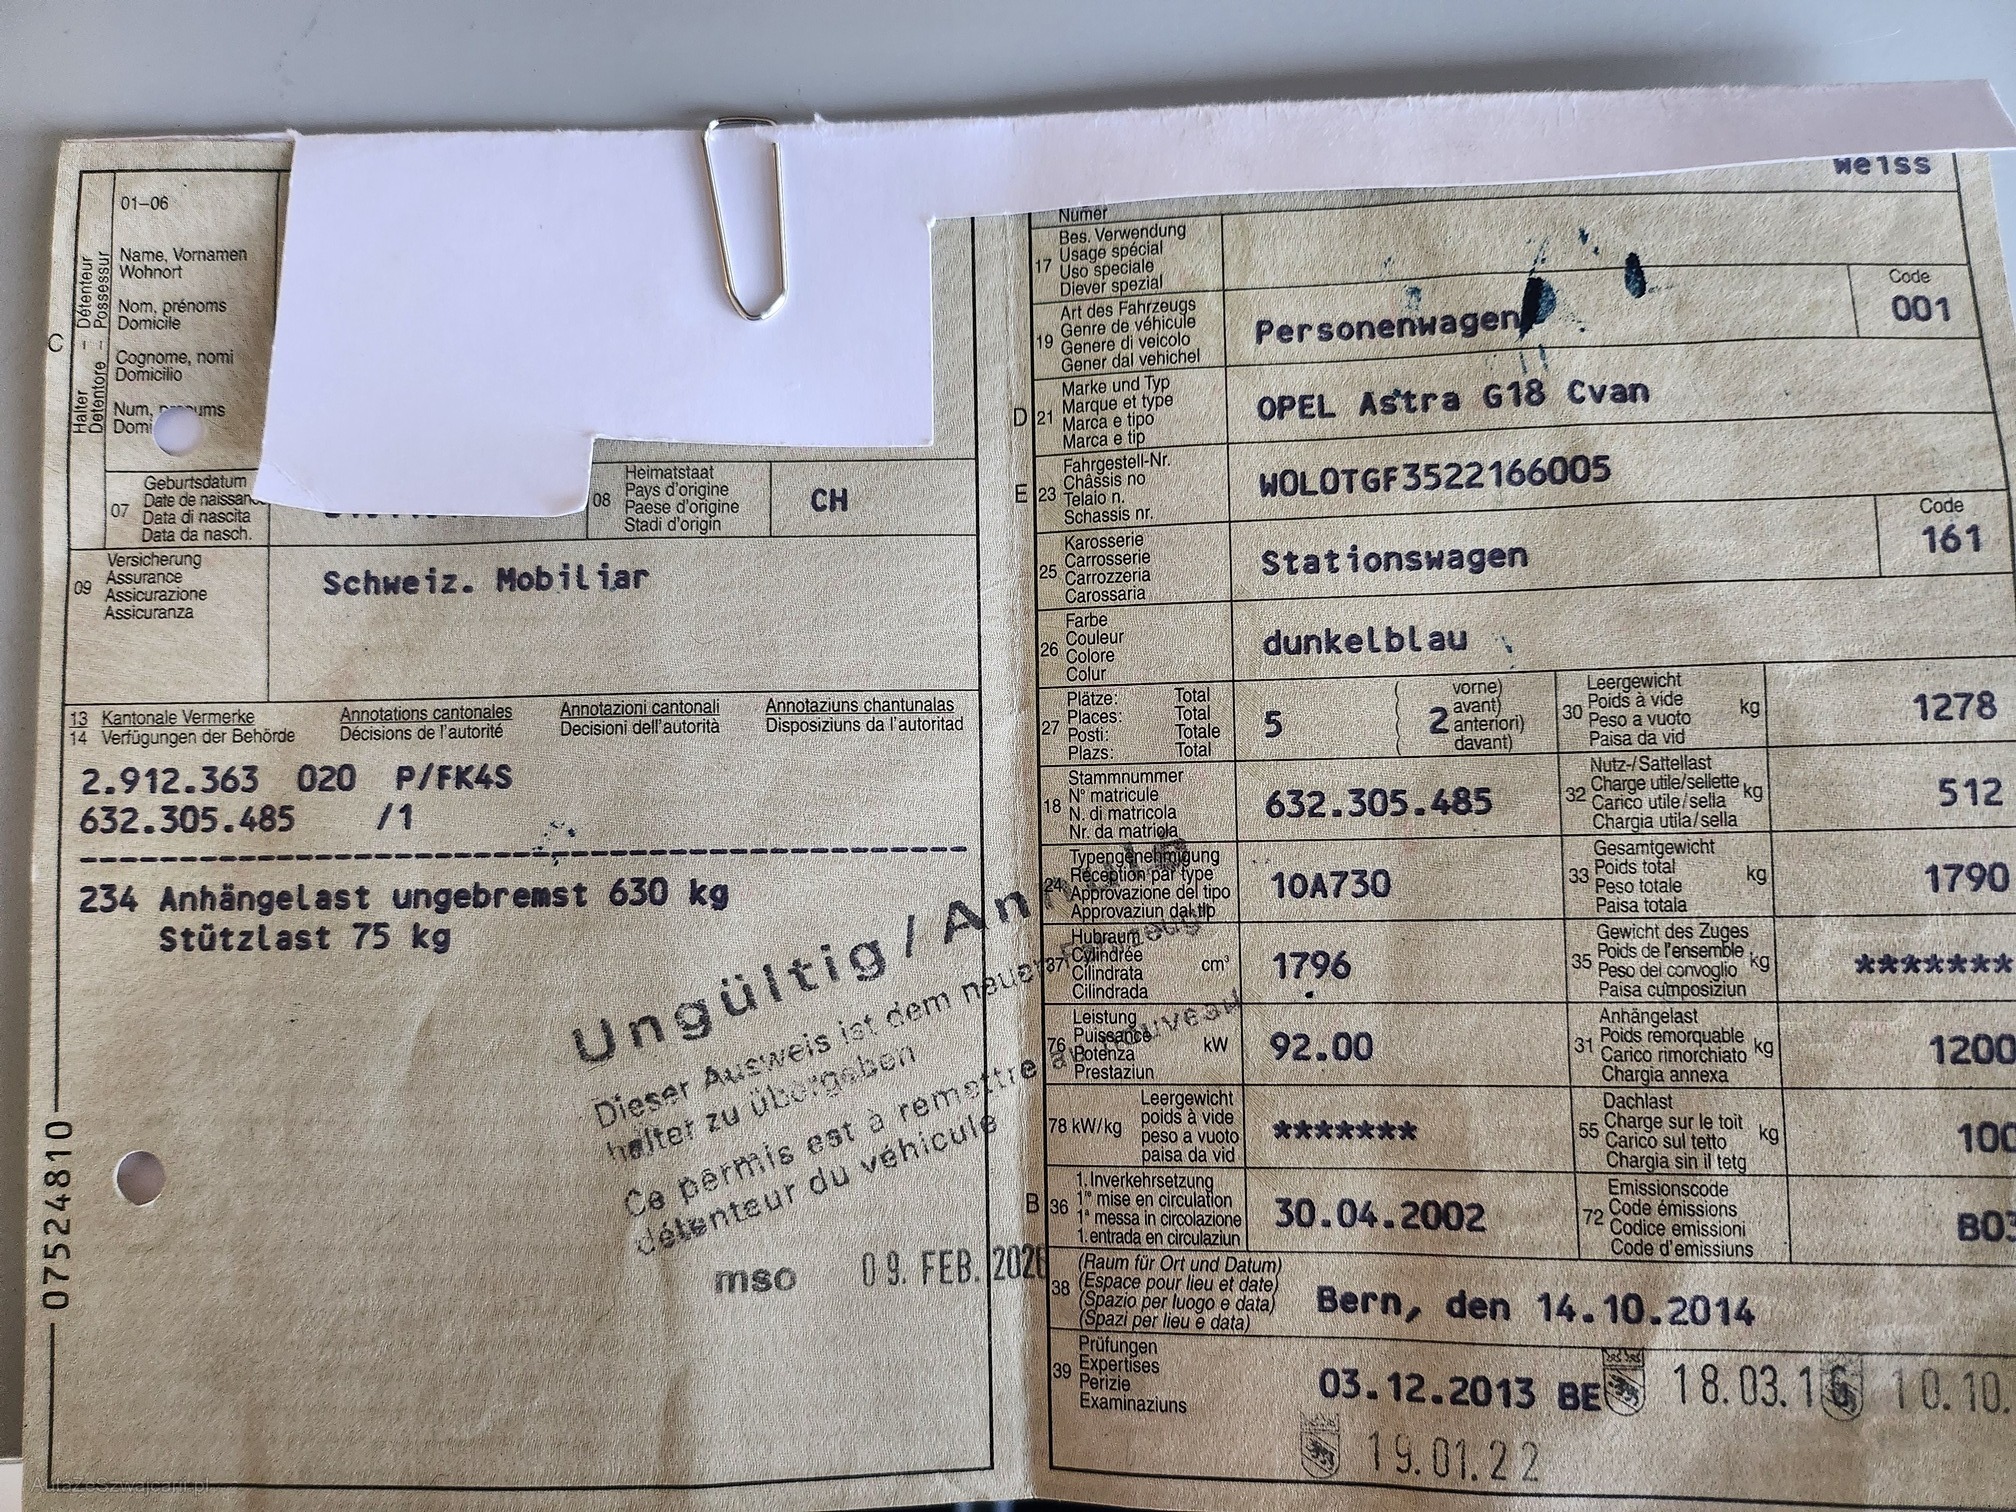 01-06
Name, Vornamen
Wohnort
Nom, prénoms
Domicile
Cognome, nomi
Domicilio
Num,
C
Halter - Détenteur
Detentore - Possessur
07
Geburtsdatum
Date de
Data di nascita
Data da nasch.
08
Heimatstaat
Pays d'origine
Paese d'origine
Stadi d'origin
CH
09
Versicherung
Assurance
Assicurazione
Assicuranza
Schweiz. Mobiliar
13 Kantonale Vermerke Annotations cantonales Annotazioni cantonali Annotaziuns chantunalas
14 Verfügungen der Behörde Décisions de l'autorité Decisioni dell'autorità Disposiziuns da l'autoritad
2.912.363 020 P/FK4S
632.305.485 /1
234 Anhängelast ungebremst 630 kg
Stützlast 75 kg
Ungültig /
Dieser Ausweis ist dem neuen
halter zu übergeben
Ce permis est à remettre au nouveau
détenteur du véhicule
mso 09. FEB.
07524810
weiss
Numer
17
Bes. Verwendung
Usage spécial
Uso speciale
Diever spezial
19
Art des Fahrzeugs
Genre de véhicule
Genere di veicolo
Gener dal vehichel
Personenwagen
Code
001
D 21
Marke und Typ
Marque et type
Marca e tipo
Marca e tip
OPEL Astra G18 Cvan
E 23
Fahrgestell-Nr.
Châssis no
Telaio n.
Schassis nr.
WOLOTGF3522166005
25
Karosserie
Carrosserie
Carrozzeria
Carossaria
Stationswagen
Code
161
26
Farbe
Couleur
Colore
Colur
dunkelblau
27
Plätze: Total
Places: Total
Posti: Totale
Plazs: Total
5
2
vorne)
avant)
anteriori)
davant)
30
Leergewicht
Poids à vide
Peso a vuoto
Paisa da vid
kg
1278
18
Stammnummer
N° matricule
N. di matricola
Nr. da matriola
632.305.485
32
Nutz-/Sattellast
Charge utile/sellette
Carico utile/sella
Chargia utila/sella
kg
512
24
Typengenehmigung
Réception par type
Approvazione del tipo
Approvaziun dal tip
10A730
33
Gesamtgewicht
Poids total
Peso totale
Paisa totala
kg
1790
37
Hubraum
Cylindrée
Cilindrata
Cilindrada
cm³
1796
35
Gewicht des Zuges
Poids de l'ensemble
Peso del convoglio
Paisa cumposiziun
kg
*******
76
Leistung
Puissance
Potenza
Prestaziun
kW
92.00
31
Anhängelast
Poids remorquable
Carico rimorchiato
Chargia annexa
kg
1200
78 kW/kg
Leergewicht
poids à vide
peso a vuoto
paisa da vid
*******
55
Dachlast
Charge sur le toit
Carico sul tetto
Chargia sin il tetg
kg
100
B 36
1. Inverkehrsetzung
1re mise en circulation
1a messa in circolazione
1. entrada en circulaziun
30.04.2002
72
Emissionscode
Code émissions
Codice emissioni
Code d'emissiuns
B03
38
(Raum für Ort und Datum)
(Espace pour lieu et date)
(Spazio per luogo e data)
(Spazi per lieu e data)
Bern, den 14.10.2014
39
Prüfungen
Expertises
Perizie
Examinaziuns
03.12.2013 BE 18.03.16 10.10.
19.01.22
AutaZeSzwajcarii.pl